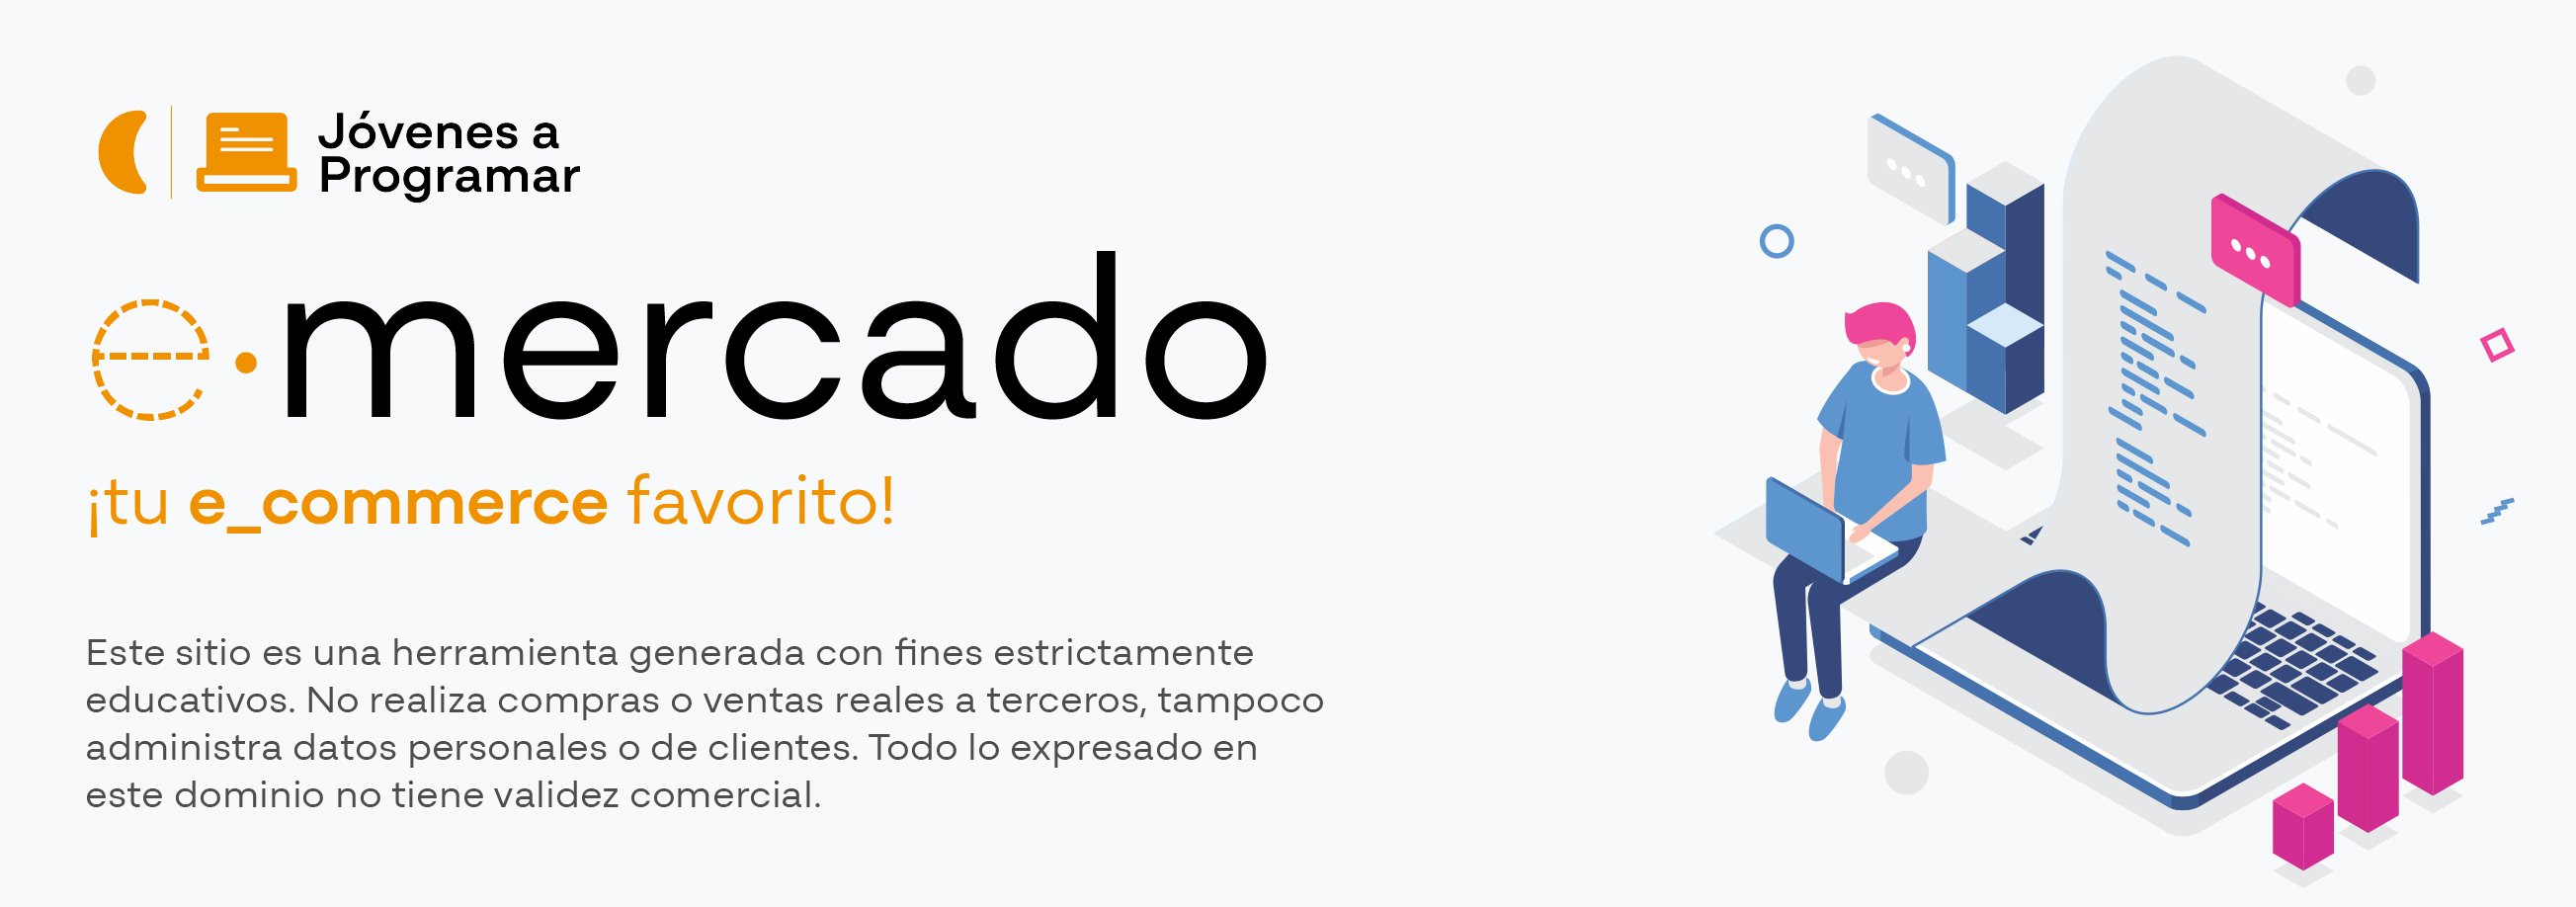 Jóvenes a
Programar
e·mercado
¡tu e_commerce favorito!
Este sitio es una herramienta generada con fines estrictamente
educativos. No realiza compras o ventas reales a terceros, tampoco
administra datos personales o de clientes. Todo lo expresado en
este dominio no tiene validez comercial.